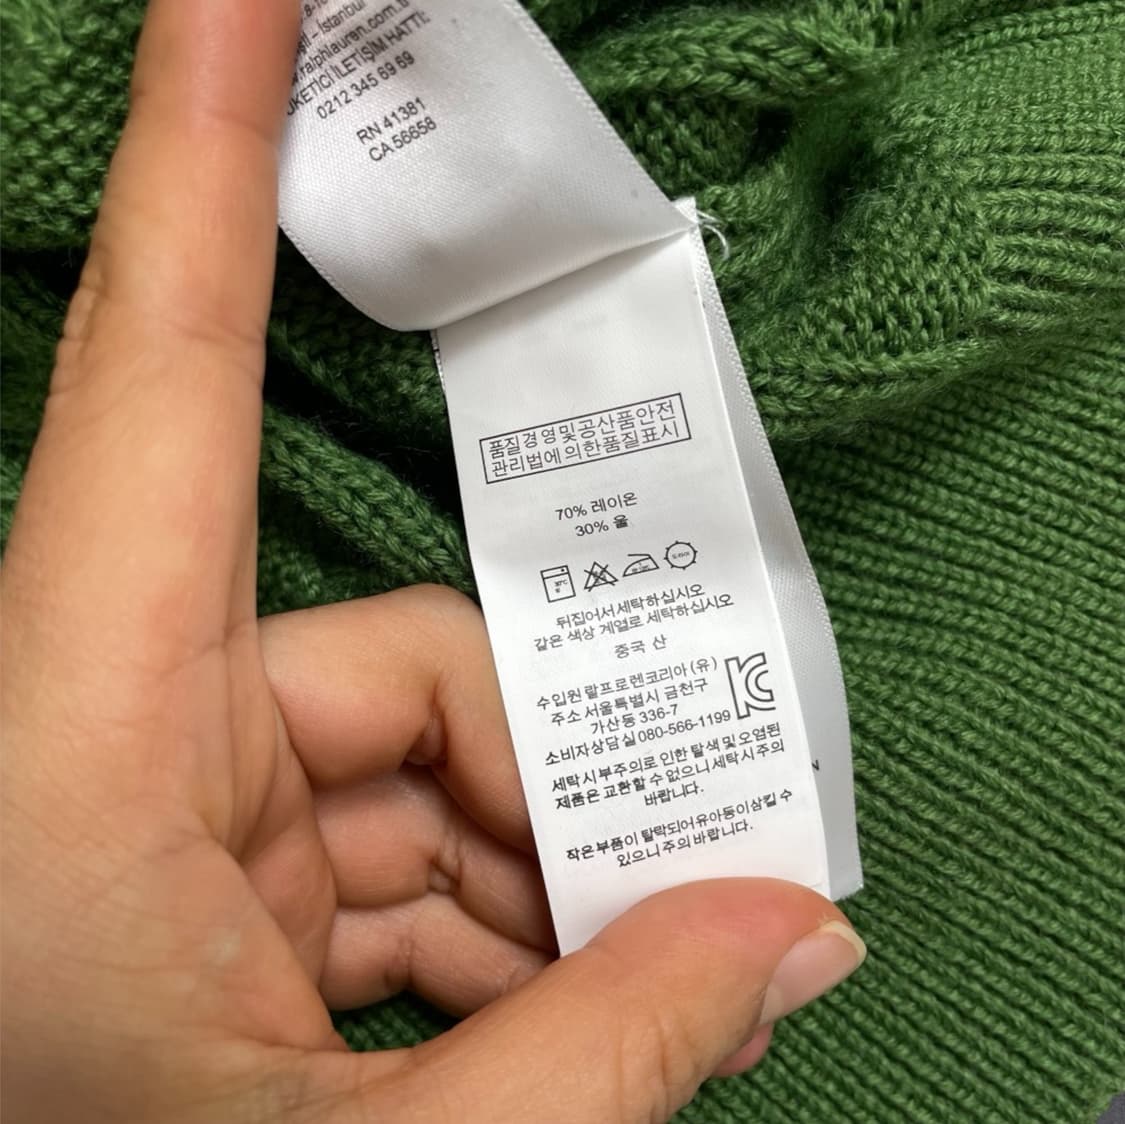 şil – İstanbul
.ralphlauren.com.tr
ÜKETİCİ İLETİŞİM HATTI:
0212 345 69 69
RN 41381
CA 56658
품질경영및공산품안전
관리법에의한품질표시
70% 레이온
30% 울
30°C
뒤집어서 세탁하십시오
같은 색상 계열로 세탁하십시오
중국 산
수입원 랄프로렌코리아 (유)
주소 서울특별시 금천구
가산동 336-7
소비자상담실 080-566-1199
세탁시부주의로 인한 탈색및오염된
제품은 교환할 수 없으니 세탁시 주의
바랍니다.
작은부품이 탈락되어 유아등이 삼킬 수
있으니 주의 바랍니다.
N